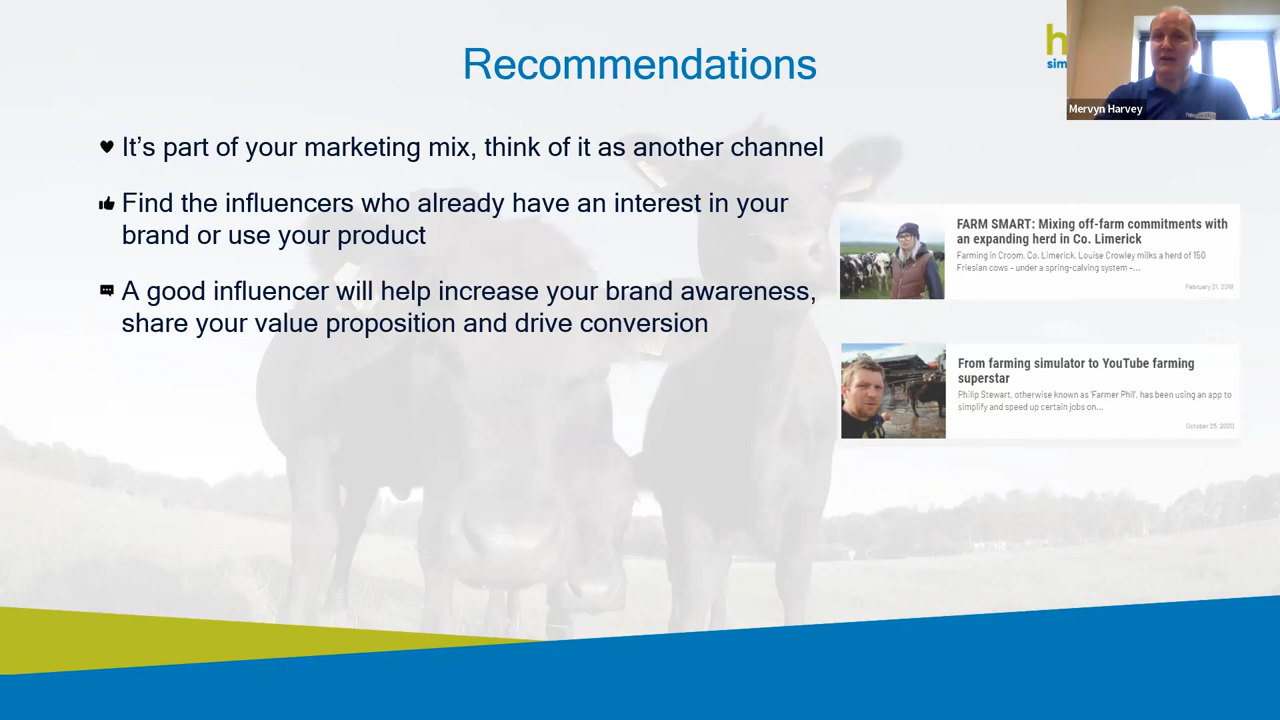 Recommendations
h
sim
Mervyn Harvey
It's part of your marketing mix, think of it as another channel
Find the influencers who already have an interest in your
brand or use your product
A good influencer will help increase your brand awareness,
share your value proposition and drive conversion
FARM SMART: Mixing off-farm commitments with
an expanding herd in Co. Limerick
Farming in Croom, Co. Limerick, Louise Crowley milks a herd of 150
Friesian cows – under a spring-calving system –...
February 21, 2019
From farming simulator to YouTube farming
superstar
Philip Stewart, otherwise known as 'Farmer Phil', has been using an app to
simplify and speed up certain jobs on...
October 25, 2020